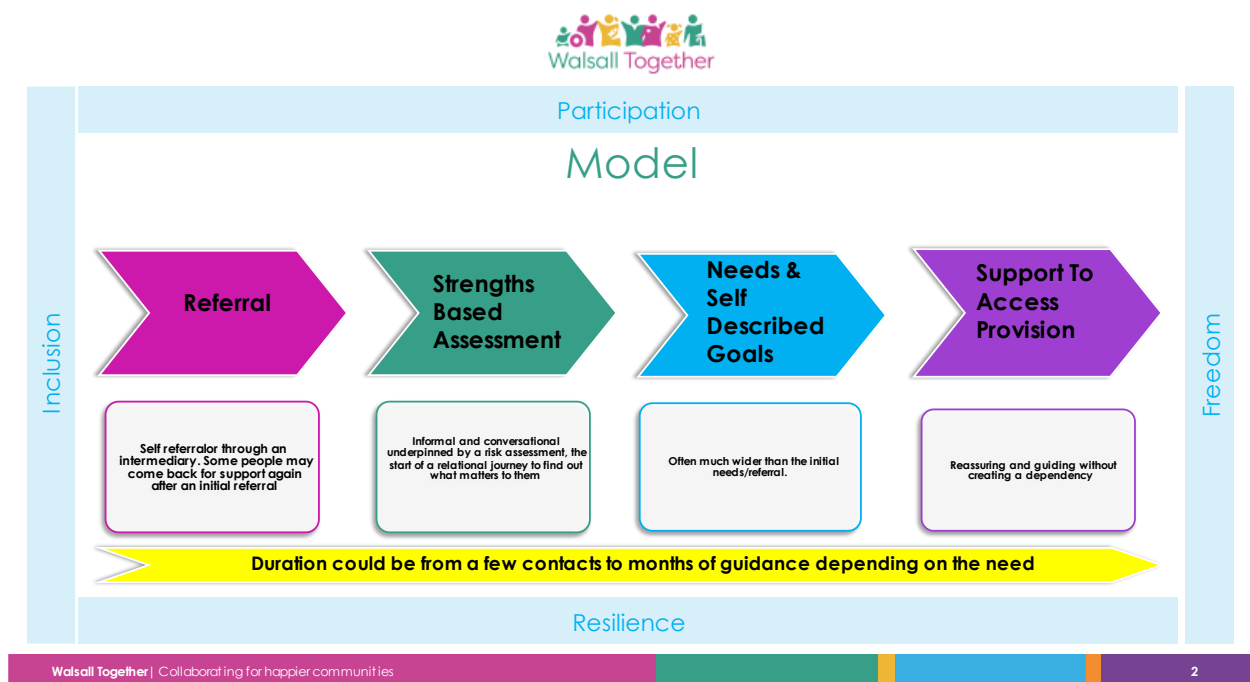 Walsall Together
Participation
Model
Inclusion
Freedom
Referral
Strengths
Based
Assessment
Needs &
Self
Described
Goals
Support To
Access
Provision
Self referralor through an
intermediary. Some people may
come back for support again
after an initial referral
Informal and conversational
underpinned by a risk assessment, the
start of a relational journey to find out
what matters to them
Often much wider than the initial
needs/referral.
Reassuring and guiding without
creating a dependency
Duration could be from a few contacts to months of guidance depending on the need
Resilience
Walsall Together| Collaborating for happier communities
2